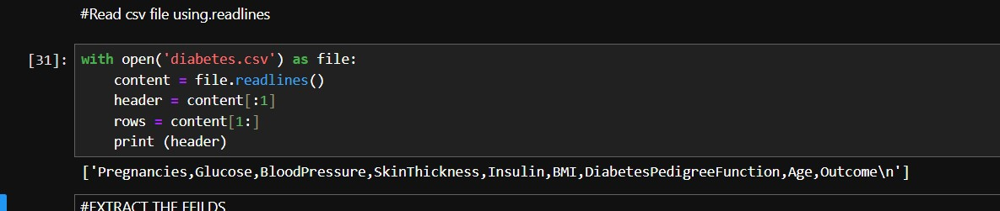 #Read csv file using.readlines
[31]: with open('diabetes.csv') as file:
    content = file.readlines()
    header = content[:1]
    rows = content[1:]
    print (header)
['Pregnancies,Glucose,BloodPressure,SkinThickness,Insulin,BMI,DiabetesPedigreeFunction,Age,Outcome\n']
#EXTRACT THE FEILDS